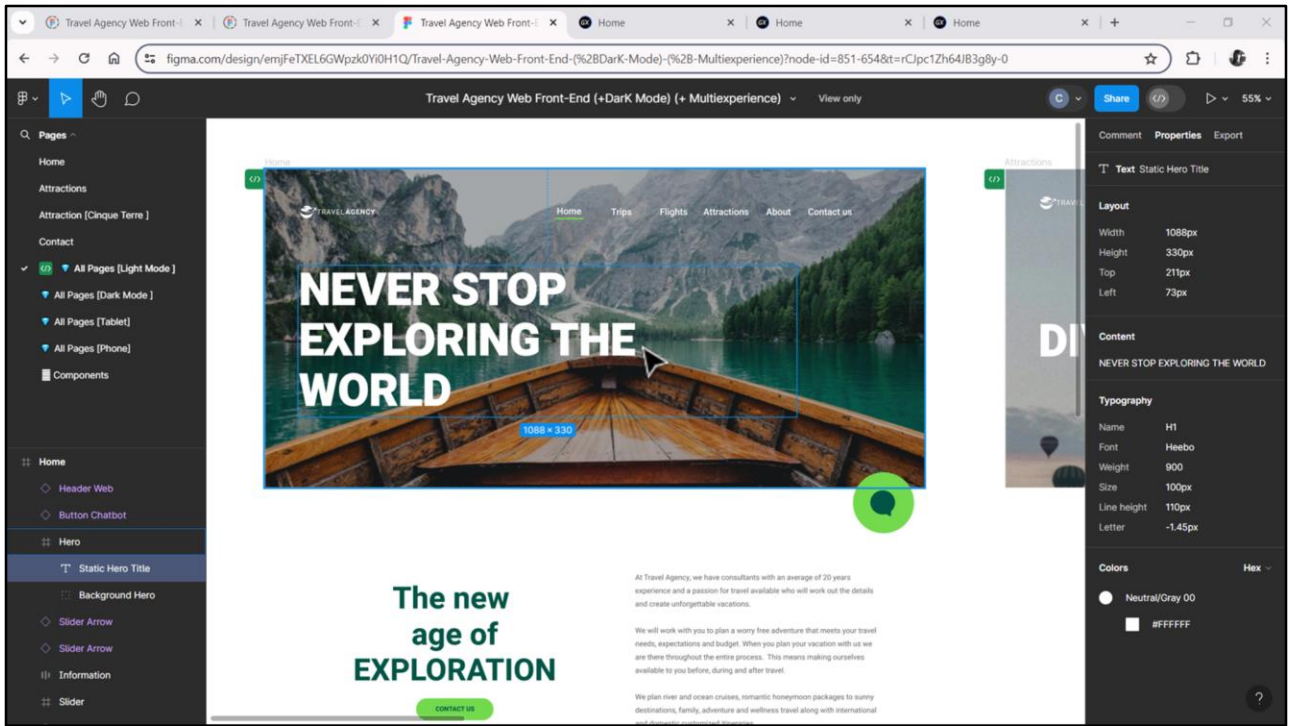 Travel Agency Web Front-E
Travel Agency Web Front-E
Travel Agency Web Front-E
Home
Home
Home
figma.com/design/emjFeTXEL6GWpzk0Yi0H1Q/Travel-Agency-Web-Front-End-(%2BDarK-Mode)-(%2B-Multiexperience)?node-id=851-654&t=rCJpc1Zh64JB3g8y-0
Travel Agency Web Front-End (+DarK Mode) (+ Multiexperience)
View only
C
Share
55%
Pages
Home
Attractions
Attraction [Cinque Terre ]
Contact
All Pages [Light Mode ]
All Pages [Dark Mode ]
All Pages [Tablet]
All Pages [Phone]
Components
Home
Header Web
Button Chatbot
Hero
Static Hero Title
Background Hero
Slider Arrow
Slider Arrow
Information
Slider
Home
TRAVELAGENCY
Home
Trips
Flights
Attractions
About
Contact us
NEVER STOP
EXPLORING THE
WORLD
1088 × 330
The new
age of
EXPLORATION
CONTACT US
At Travel Agency, we have consultants with an average of 20 years
experience and a passion for travel available who will work out the details
and create unforgettable vacations.
We will work with you to plan a worry free adventure that meets your travel
needs, expectations and budget. When you plan your vacation with us we
are there throughout the entire process. This means making ourselves
available to you before, during and after travel.
We plan river and ocean cruises, romantic honeymoon packages to sunny
destinations, family, adventure and wellness travel along with international
and domestic customized itineraries.
Attractions
TRAVEL
DI
Comment
Properties
Export
Text Static Hero Title
Layout
Width 1088px
Height 330px
Top 211px
Left 73px
Content
NEVER STOP EXPLORING THE WORLD
Typography
Name H1
Font Heebo
Weight 900
Size 100px
Line height 110px
Letter -1.45px
Colors
Hex
Neutral/Gray 00
#FFFFFF
?